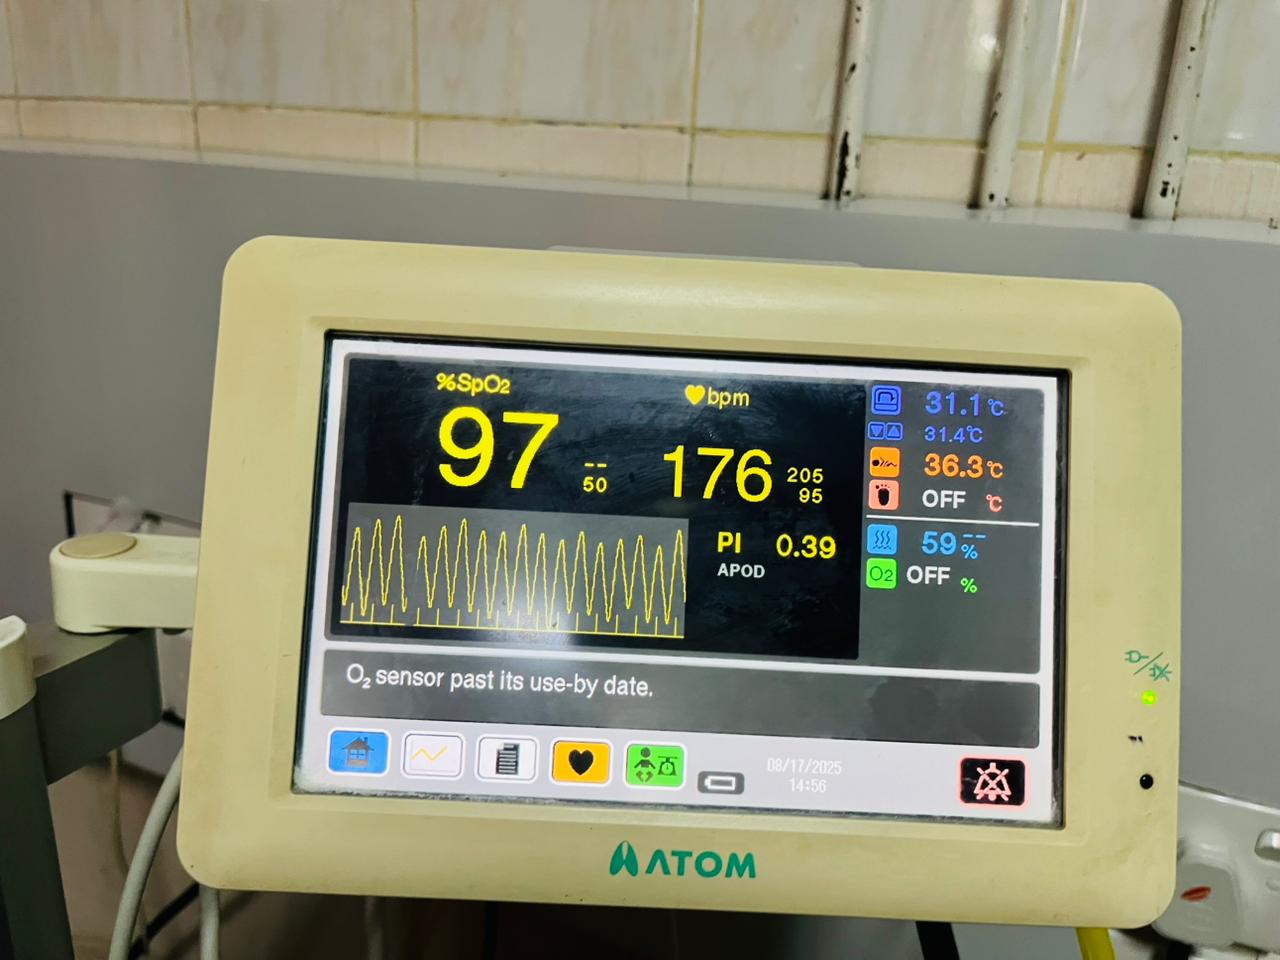 %SpO₂
97
--
50
bpm
176
205
95
PI 0.39
APOD
31.1 °C
31.4°C
36.3 °C
OFF °C
59 -- %
O2 OFF %
O₂ sensor past its use-by date.
08/17/2025
14:56
ATOM